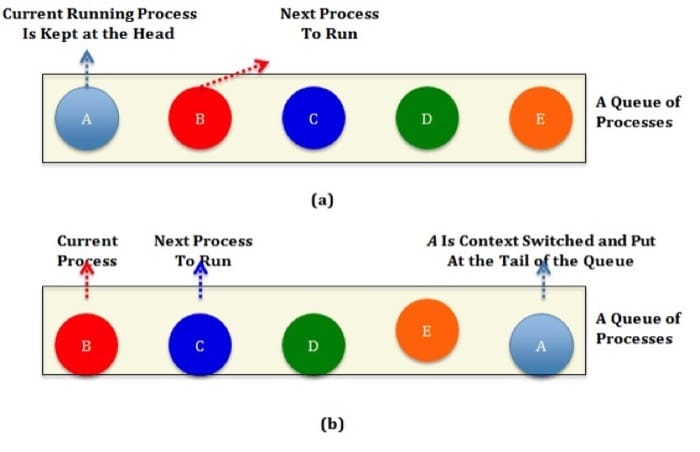 Current Running Process
Is Kept at the Head
Next Process
To Run
A
B
C
D
E
A Queue of
Processes
(a)
Current
Process
Next Process
To Run
A Is Context Switched and Put
At the Tail of the Queue
B
C
D
E
A
A Queue of
Processes
(b)